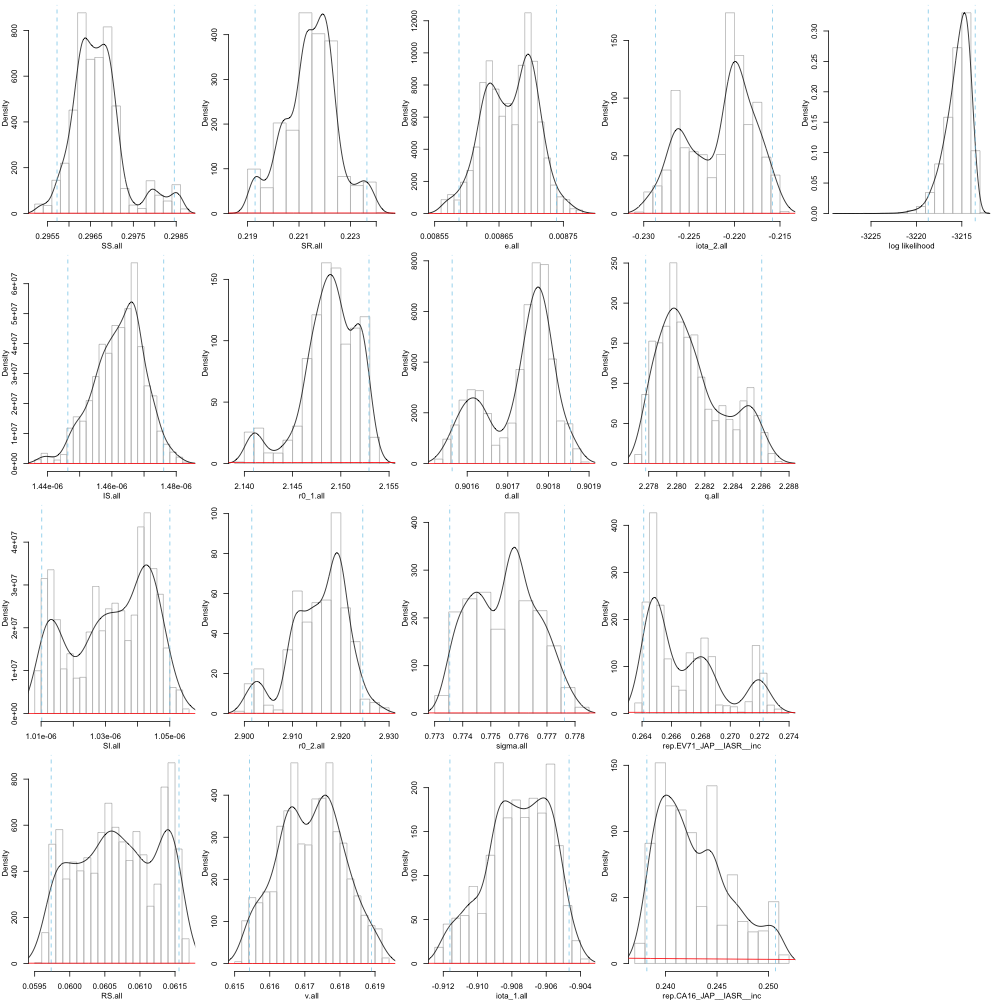 Density
0 200 400 600 800
0.2955 0.2965 0.2975 0.2985
SS.all
Density
0 100 200 300 400
0.219 0.221 0.223
SR.all
Density
0 2000 4000 6000 8000 10000 12000
0.00855 0.00865 0.00875
e.all
Density
0 50 100 150
-0.230 -0.225 -0.220 -0.215
iota_2.all
Density
0.00 0.05 0.10 0.15 0.20 0.25 0.30
-3225 -3220 -3215
log likelihood
Density
0e+00 1e+07 2e+07 3e+07 4e+07 5e+07 6e+07
1.44e-06 1.46e-06 1.48e-06
IS.all
Density
0 50 100 150
2.140 2.145 2.150 2.155
r0_1.all
Density
0 2000 4000 6000 8000
0.9016 0.9017 0.9018 0.9019
d.all
Density
0 50 100 150 200 250
2.278 2.280 2.282 2.284 2.286 2.288
q.all
Density
0e+00 1e+07 2e+07 3e+07 4e+07
1.01e-06 1.03e-06 1.05e-06
SI.all
Density
0 20 40 60 80 100
2.900 2.910 2.920 2.930
r0_2.all
Density
0 100 200 300 400
0.773 0.774 0.775 0.776 0.777 0.778
sigma.all
Density
0 100 200 300 400
0.264 0.266 0.268 0.270 0.272 0.274
rep.EV71_JAP__IASR__inc
Density
0 200 400 600 800
0.0595 0.0600 0.0605 0.0610 0.0615
RS.all
Density
0 100 200 300 400
0.615 0.616 0.617 0.618 0.619
v.all
Density
0 50 100 150 200
-0.912 -0.910 -0.908 -0.906 -0.904
iota_1.all
Density
0 50 100 150
0.240 0.245 0.250
rep.CA16_JAP__IASR__inc